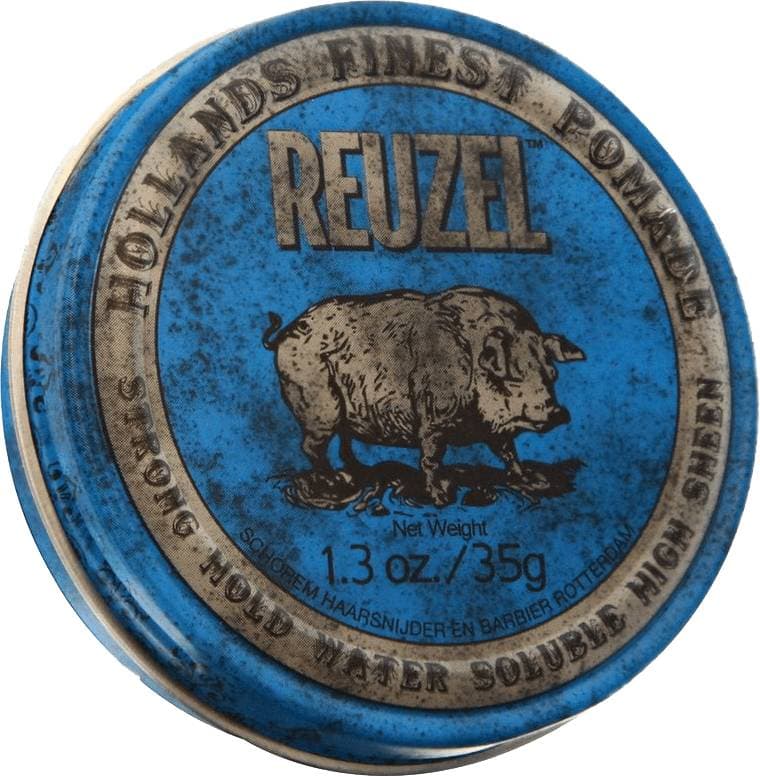 HOLLANDS FINEST POMADE
REUZEL™
Net Weight
1.3 oz./35g
SCHOREM HAARSNIJDER EN BARBIER ROTTERDAM
STRONG HOLD WATER SOLUBLE HIGH SHEEN